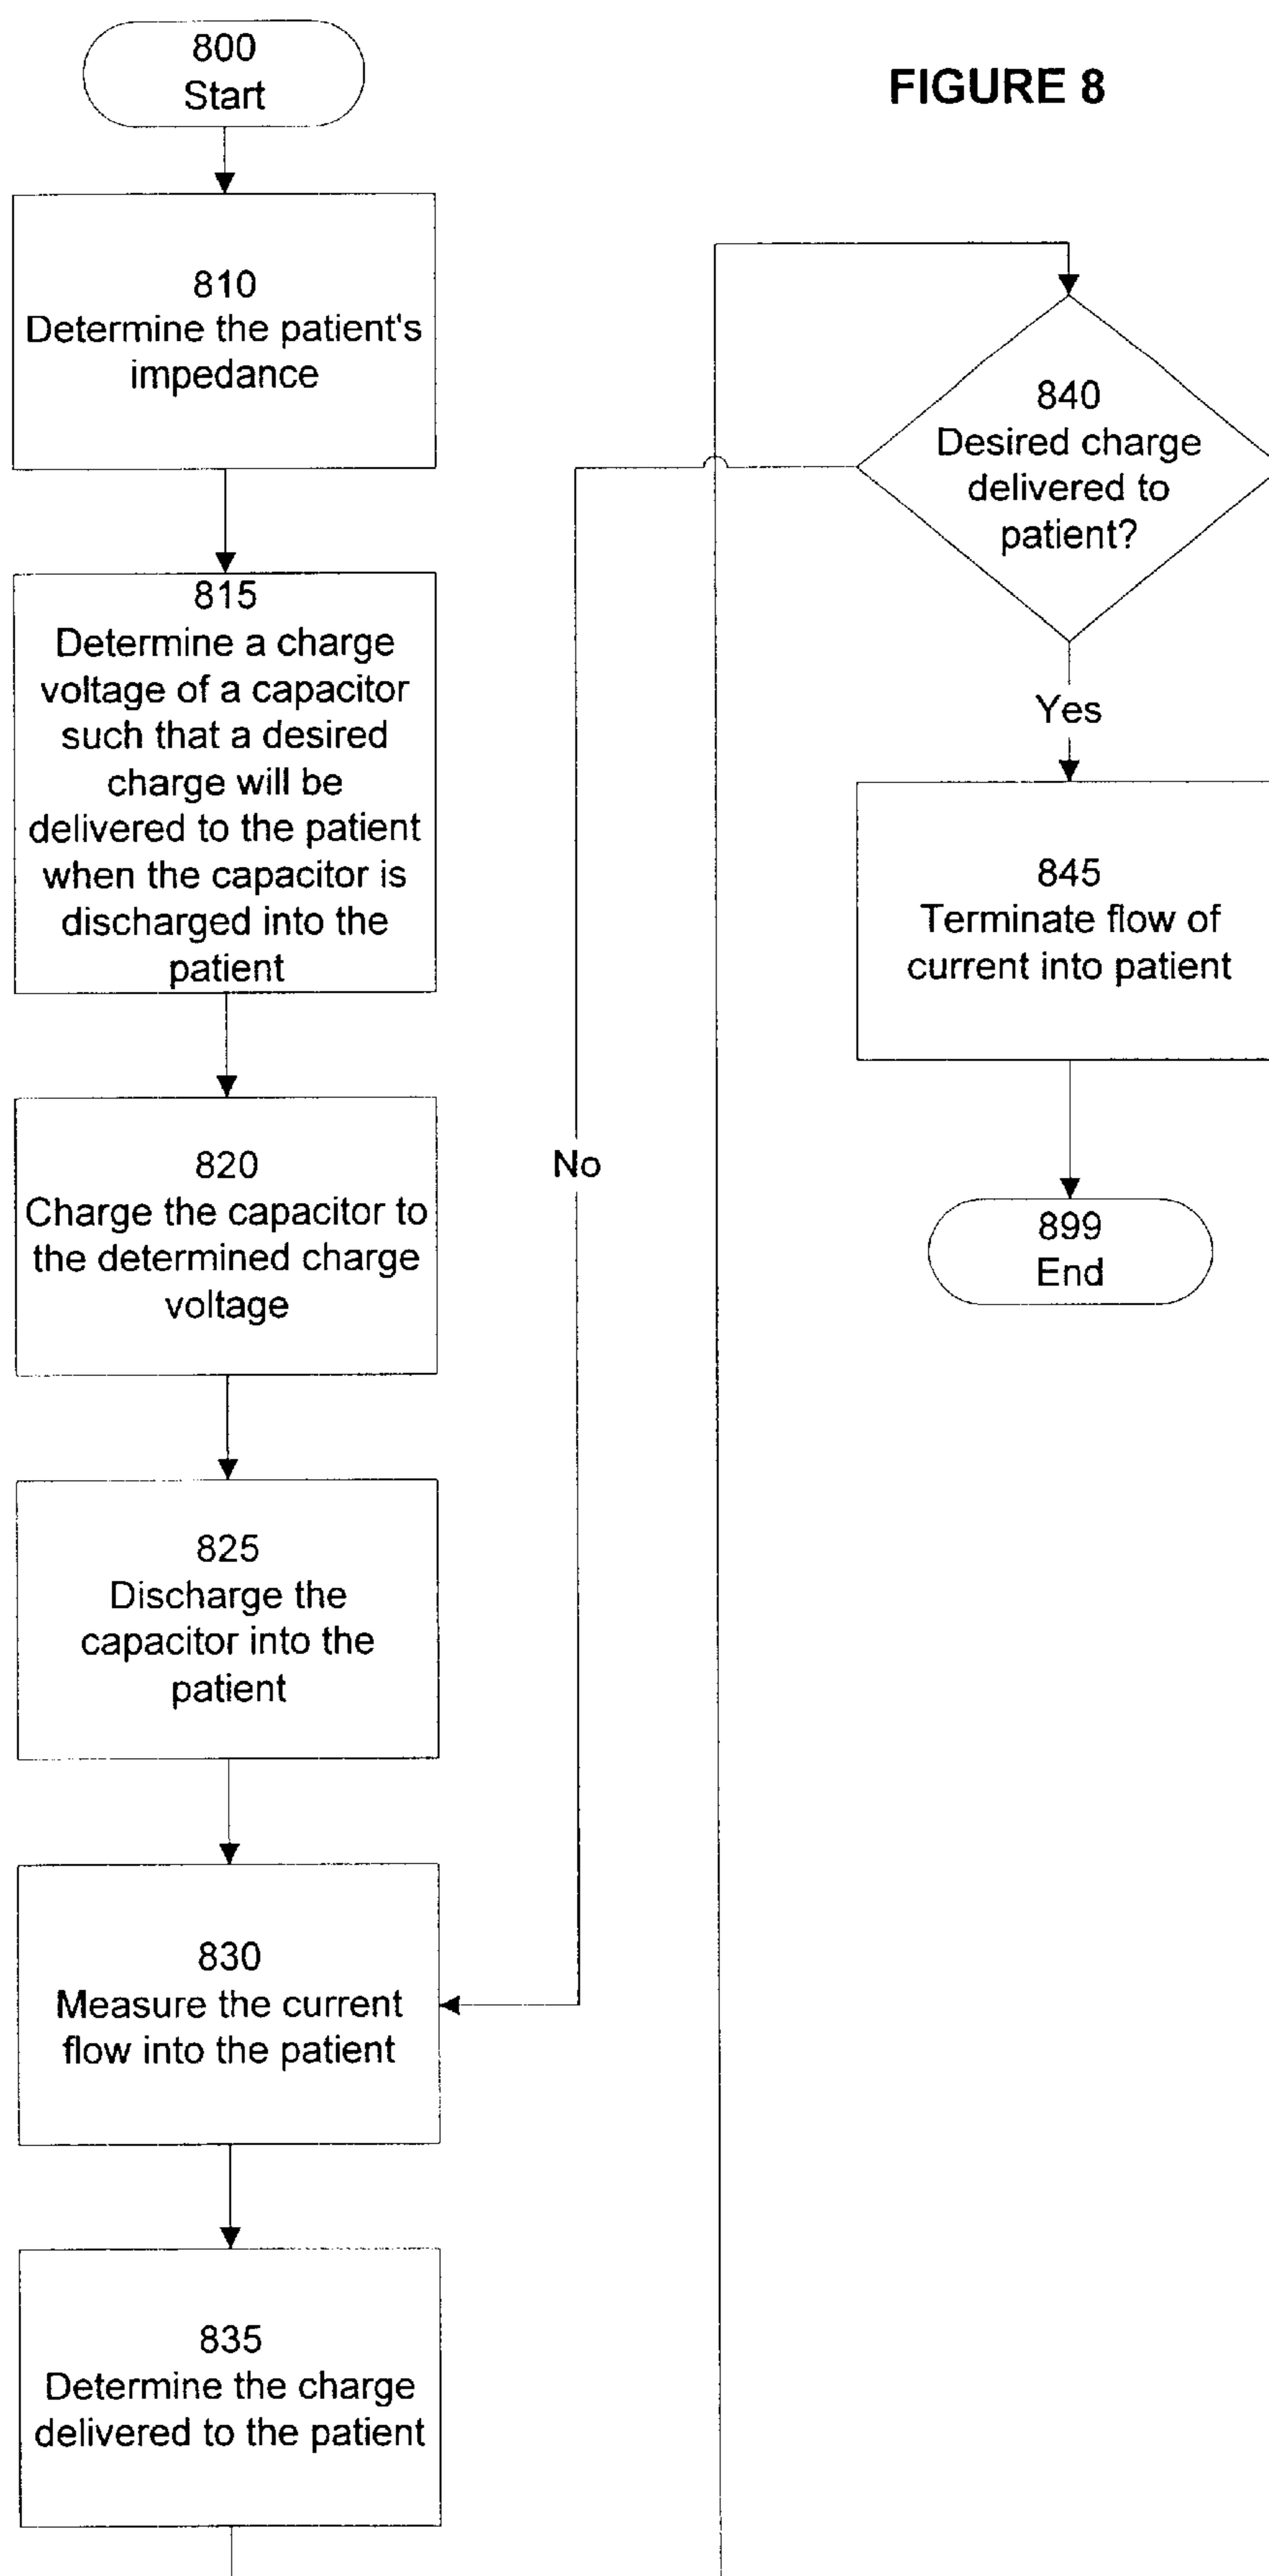 800
Start
FIGURE 8
810
Determine the patient's
impedance
815
Determine a charge
voltage of a capacitor
such that a desired
charge will be
delivered to the patient
when the capacitor is
discharged into the
patient
820
Charge the capacitor to
the determined charge
voltage
825
Discharge the
capacitor into the
patient
830
Measure the current
flow into the patient
835
Determine the charge
delivered to the patient
No
840
Desired charge
delivered to
patient?
Yes
845
Terminate flow of
current into patient
899
End